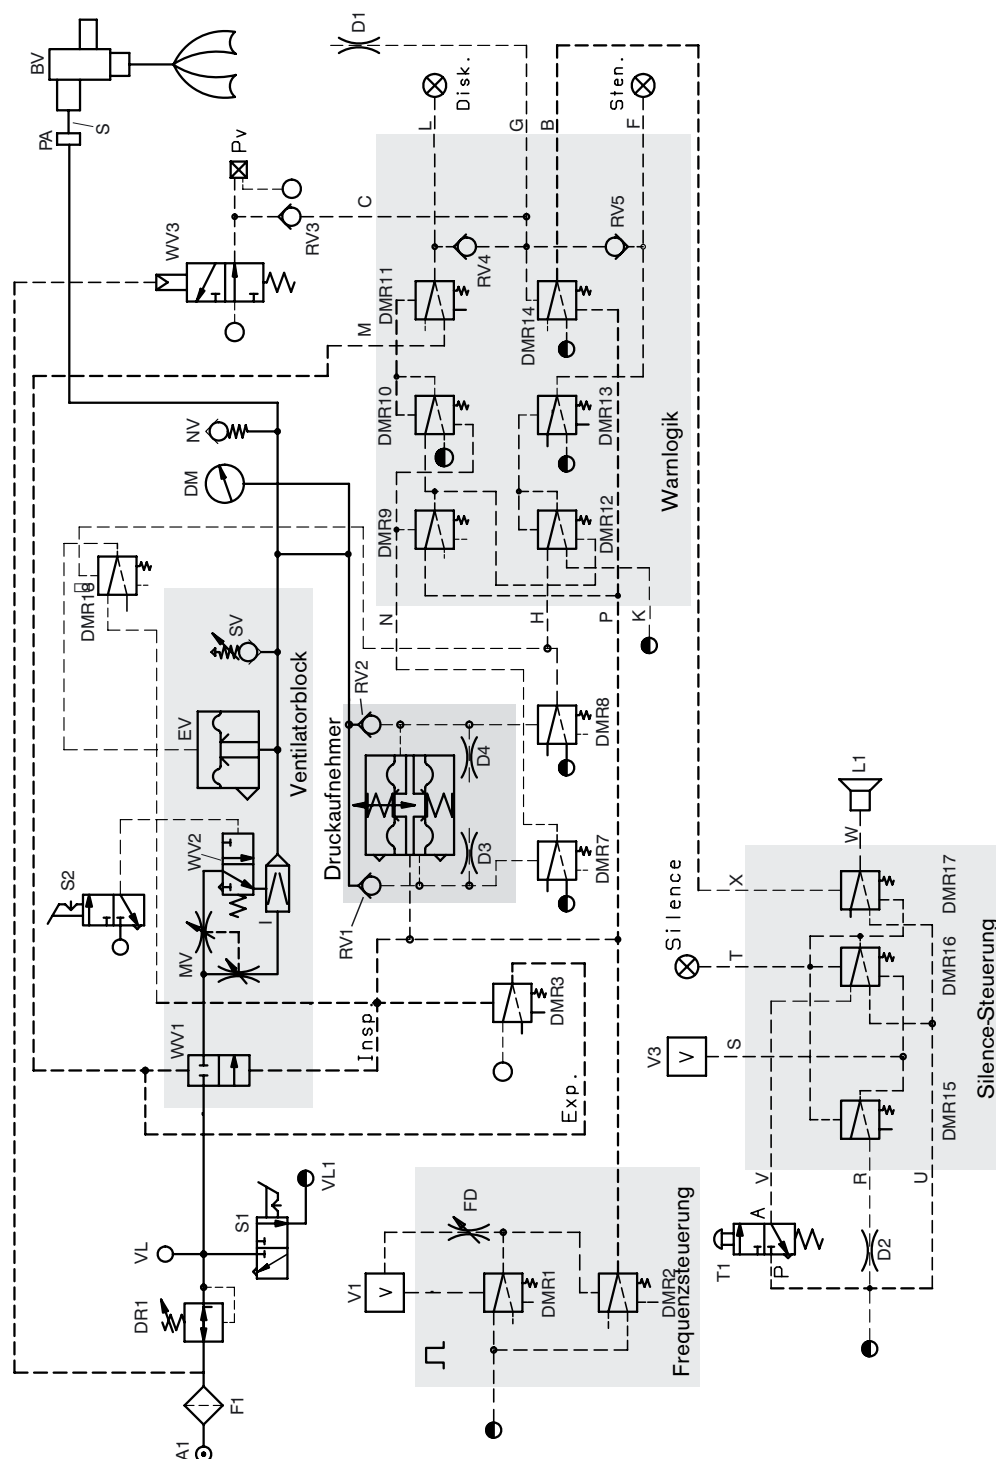 BV
PA
S
Pv
WV3
RV3
C
D1
Disk.
Sten.
L
G
B
F
RV4
RV5
DMR11
DMR14
M
NV
DM
DMR10
DMR13
Warnlogik
DMR9
DMR12
N
H
P
K
SV
EV
Ventilatorblock
RV2
Druckaufnehmer
D4
D3
DMR8
DMR7
RV1
S2
WV2
MV
I
WV1
Insp.
DMR3
Exp.
S1
VL1
VL
DR1
F1
A1
V1
V
FD
DMR1
DMR2
Frequenzsteuerung
L1
W
X
DMR17
Silence
T
DMR16
V3
V
S
DMR15
Silence-Steuerung
V
R
U
T1
A
P
D2